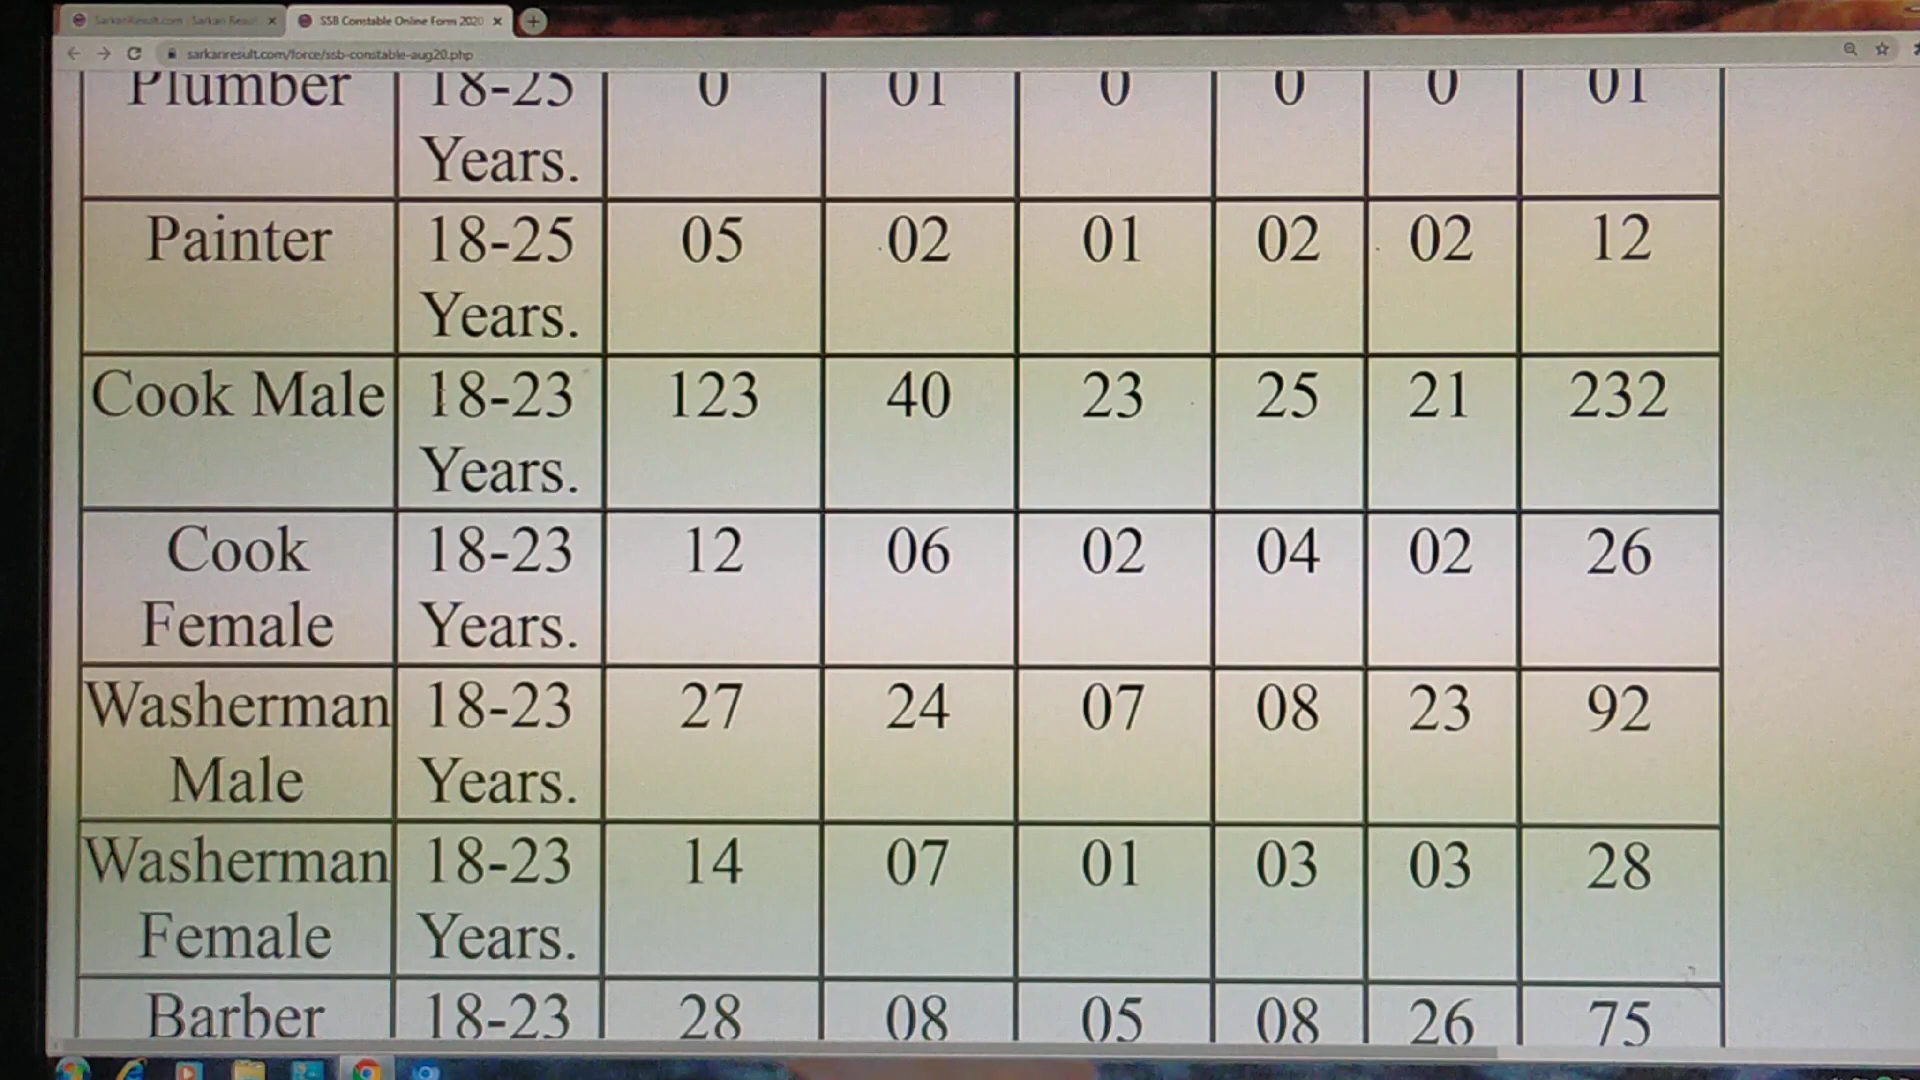 SarkariResult.com : Sarkari Result
SSB Constable Online Form 2020
sarkariresult.com/force/ssb-constable-aug20.php
Plumber 18-25 0 01 0 0 0 01
Years.
Painter 18-25 05 02 01 02 02 12
Years.
Cook Male 18-23 123 40 23 25 21 232
Years.
Cook 18-23 12 06 02 04 02 26
Female Years.
Washerman 18-23 27 24 07 08 23 92
Male Years.
Washerman 18-23 14 07 01 03 03 28
Female Years.
Barber 18-23 28 08 05 08 26 75